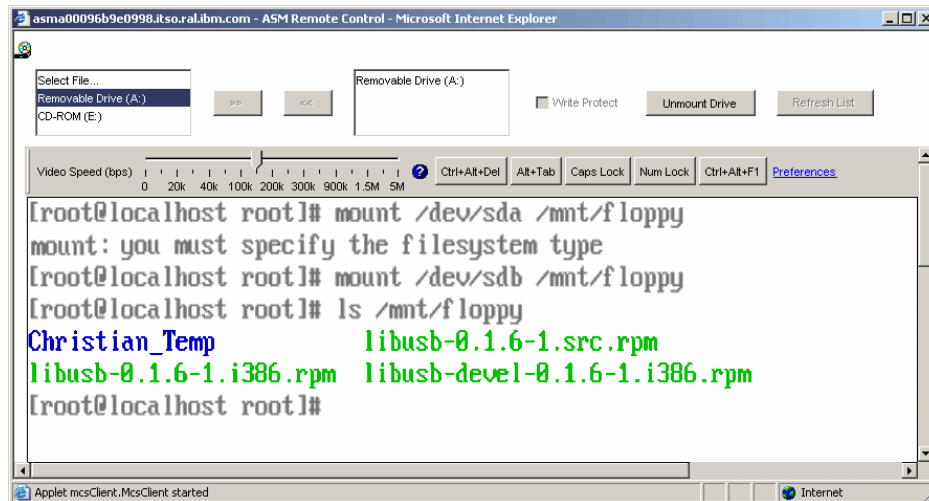 asma00096b9e0998.itso.ral.ibm.com - ASM Remote Control - Microsoft Internet Explorer
Select File...
Removable Drive (A:)
CD-ROM (E:)
>>
<<
Removable Drive (A:)
Write Protect
Unmount Drive
Refresh List
Video Speed (bps)
0 20k 40k 100k 200k 300k 900k 1.5M 5M
?
Ctrl+Alt+Del
Alt+Tab
Caps Lock
Num Lock
Ctrl+Alt+F1
Preferences
[root@localhost root]# mount /dev/sda /mnt/floppy
mount: you must specify the filesystem type
[root@localhost root]# mount /dev/sdb /mnt/floppy
[root@localhost root]# ls /mnt/floppy
Christian_Temp libusb-0.1.6-1.src.rpm
libusb-0.1.6-1.i386.rpm libusb-devel-0.1.6-1.i386.rpm
[root@localhost root]#
Applet mcsClient.McsClient started
Internet